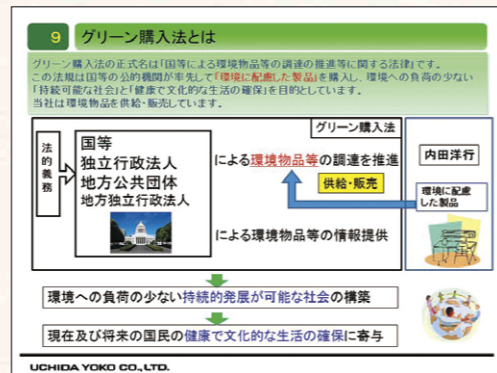 9 グリーン購入法とは
グリーン購入法の正式名は「国等による環境物品等の調達の推進等に関する法律」です。
この法規は国等の公的機関が率先して「環境に配慮した製品」を購入し、環境への負荷の少ない
「持続可能な社会」と「健康で文化的な生活の確保」を目的としています。
当社は環境物品を供給・販売しています。
グリーン購入法
法的義務
国等
独立行政法人
地方公共団体
地方独立行政法人
による環境物品等の調達を推進
供給・販売
による環境物品等の情報提供
内田洋行
環境に配慮
した製品
環境への負荷の少ない持続的発展が可能な社会の構築
現在及び将来の国民の健康で文化的な生活の確保に寄与
UCHIDA YOKO CO.,LTD.